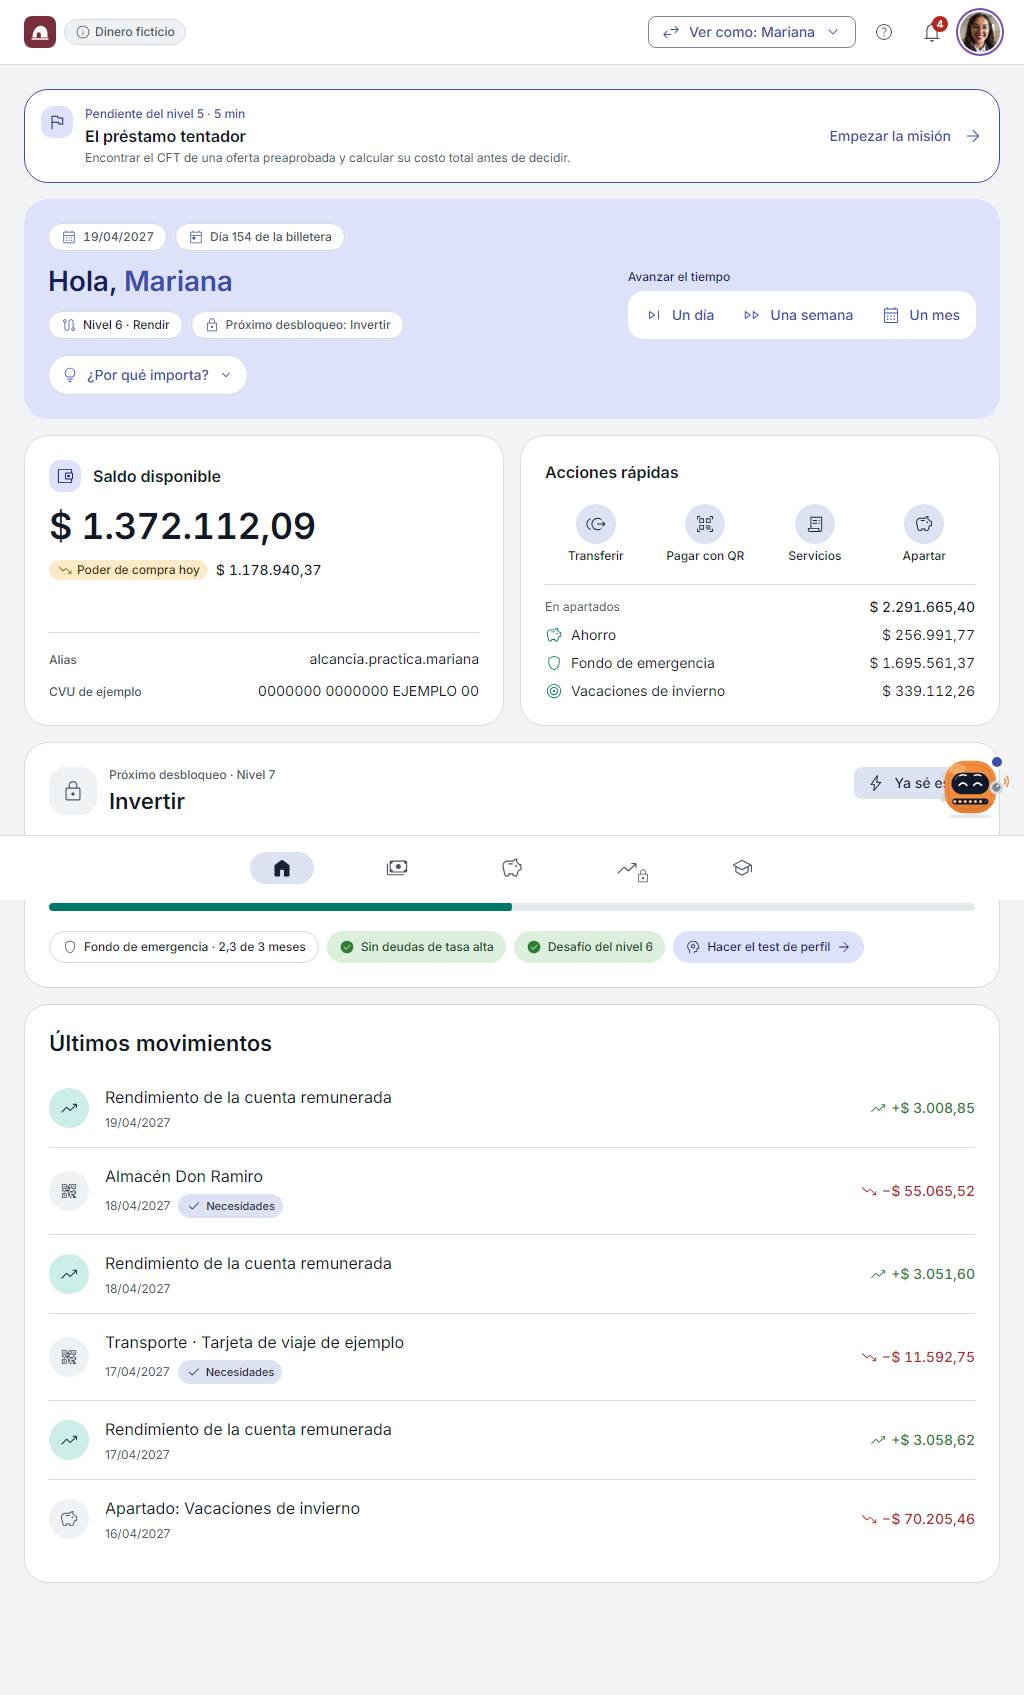 Dinero ficticio
Ver como: Mariana
4
Pendiente del nivel 5 · 5 min
El préstamo tentador
Encontrar el CFT de una oferta preaprobada y calcular su costo total antes de decidir.
Empezar la misión
19/04/2027
Día 154 de la billetera
Hola, Mariana
Nivel 6 · Rendir
Próximo desbloqueo: Invertir
¿Por qué importa?
Avanzar el tiempo
Un día
Una semana
Un mes
Saldo disponible
$ 1.372.112,09
Poder de compra hoy $ 1.178.940,37
Alias alcancia.practica.mariana
CVU de ejemplo 0000000 0000000 EJEMPLO 00
Acciones rápidas
Transferir
Pagar con QR
Servicios
Apartar
En apartados $ 2.291.665,40
Ahorro $ 256.991,77
Fondo de emergencia $ 1.695.561,37
Vacaciones de invierno $ 339.112,26
Próximo desbloqueo · Nivel 7
Invertir
Ya sé
Fondo de emergencia · 2,3 de 3 meses
Sin deudas de tasa alta
Desafío del nivel 6
Hacer el test de perfil
Últimos movimientos
Rendimiento de la cuenta remunerada
19/04/2027
+$ 3.008,85
Almacén Don Ramiro
18/04/2027 Necesidades
−$ 55.065,52
Rendimiento de la cuenta remunerada
18/04/2027
+$ 3.051,60
Transporte · Tarjeta de viaje de ejemplo
17/04/2027 Necesidades
−$ 11.592,75
Rendimiento de la cuenta remunerada
17/04/2027
+$ 3.058,62
Apartado: Vacaciones de invierno
16/04/2027
−$ 70.205,46